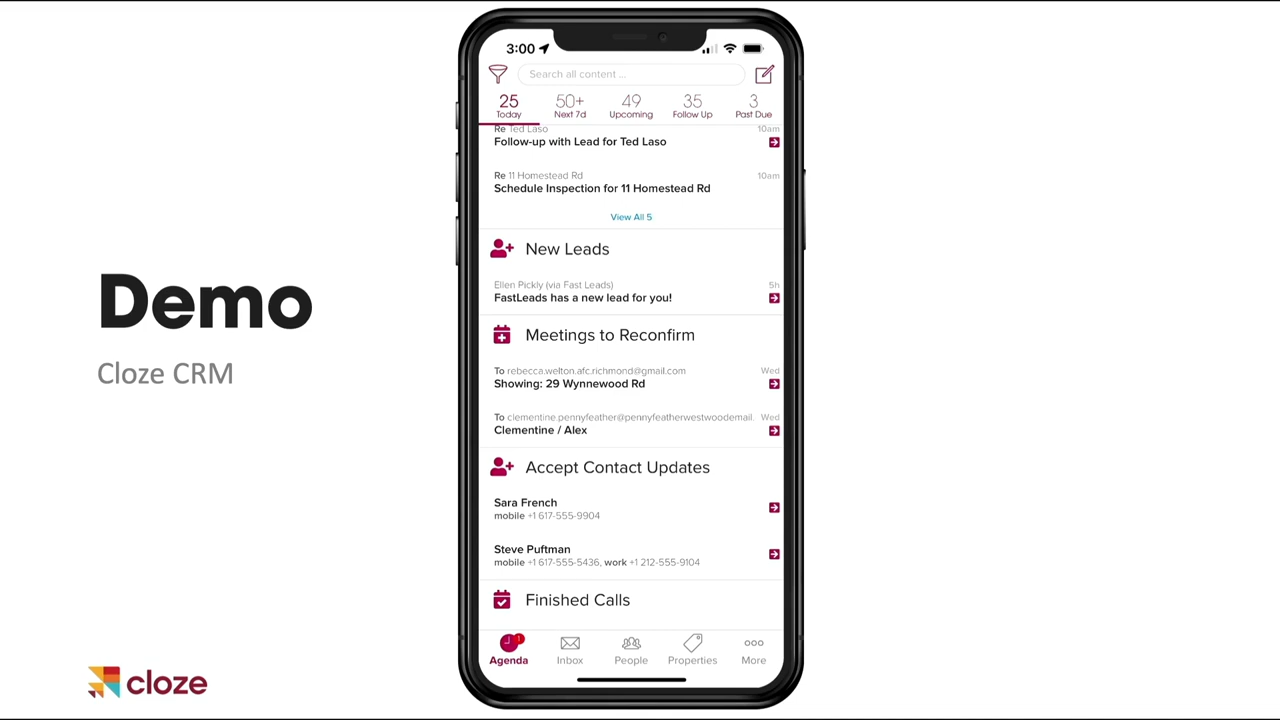 Demo
Cloze CRM
cloze
3:00
Search all content ...
25 50+ 49 35 3
Today Next 7d Upcoming Follow Up Past Due
Re Ted Laso 10am
Follow-up with Lead for Ted Laso
Re 11 Homestead Rd 10am
Schedule Inspection for 11 Homestead Rd
View All 5
New Leads
Ellen Pickly (via Fast Leads) 5h
FastLeads has a new lead for you!
Meetings to Reconfirm
To rebecca.welton.afc.richmond@gmail.com Wed
Showing: 29 Wynnewood Rd
To clementine.pennyfeather@pennyfeatherwestwoodemail. Wed
Clementine / Alex
Accept Contact Updates
Sara French
mobile +1 617-555-9904
Steve Puftman
mobile +1 617-555-5436, work +1 212-555-9104
Finished Calls
1
Agenda Inbox People Properties More